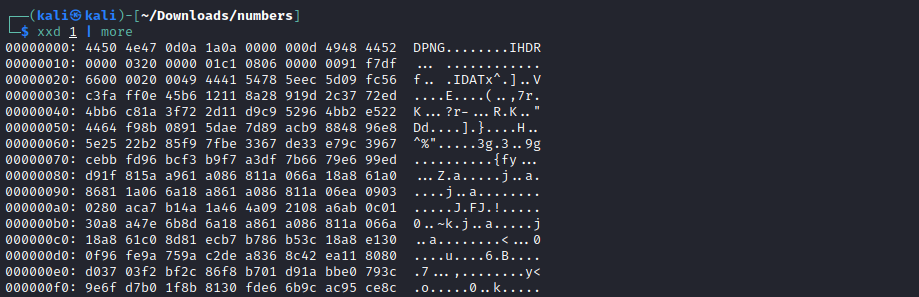 ┌──(kali㉿kali)-[~/Downloads/numbers]
└─$ xxd 1 | more
00000000: 4450 4e47 0d0a 1a0a 0000 000d 4948 4452  DPNG........IHDR
00000010: 0000 0320 0000 01c1 0806 0000 0091 f7df  ... ............
00000020: 6600 0020 0049 4441 5478 5eec 5d09 fc56  f.. .IDATx^.]..V
00000030: c3fa ff0e 45b6 1211 8a28 919d 2c37 72ed  ....E....(..,7r.
00000040: 4bb6 c81a 3f72 2d11 d9c9 5296 4bb2 e522  K...?r-...R.K.."
00000050: 4464 f98b 0891 5dae 7d89 acb9 8848 96e8  Dd....].}....H..
00000060: 5e25 22b2 85f9 7fbe 3367 de33 e79c 3967  ^%".....3g.3..9g
00000070: cebb fd96 bcf3 b9f7 a3df 7b66 79e6 99ed  ..........{fy...
00000080: d91f 815a a961 a086 811a 066a 18a8 61a0  ...Z.a.....j..a.
00000090: 8681 1a06 6a18 a861 a086 811a 06ea 0903  ....j..a........
000000a0: 0280 aca7 b14a 1a46 4a09 2108 a6ab 0c01  .....J.FJ.!.....
000000b0: 30a8 a47e 6b8d 6a18 a861 a086 811a 066a  0..~k.j..a.....j
000000c0: 18a8 61c0 8d81 ecb7 b786 b53c 18a8 e130  ..a........<...0
000000d0: 0f96 fe9a 759a c2de a836 8c42 ea11 8080  ....u....6.B....
000000e0: d037 03f2 bf2c 86f8 b701 d91a bbe0 793c  .7...,........y<
000000f0: 9e6f d7b0 1f8b 8130 fde6 6b9c ac95 ce8c  .o.....0..k.....